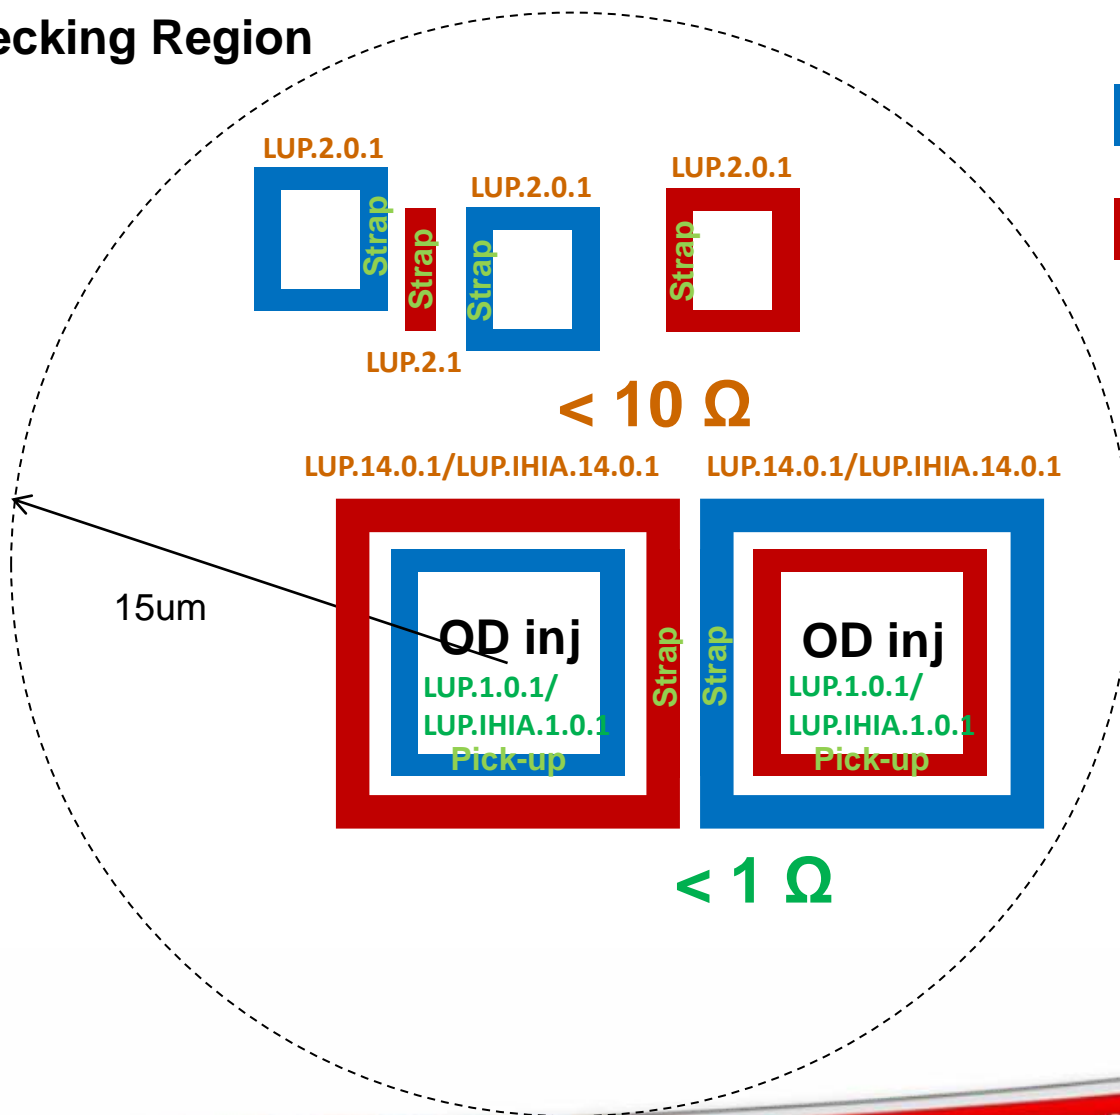 ecking Region
LUP.2.0.1
LUP.2.0.1
LUP.2.0.1
Strap
Strap
Strap
Strap
LUP.2.1
< 10 Ω
LUP.14.0.1/LUP.IHIA.14.0.1
LUP.14.0.1/LUP.IHIA.14.0.1
15um
OD inj
LUP.1.0.1/
LUP.IHIA.1.0.1
Pick-up
Strap
Strap
OD inj
LUP.1.0.1/
LUP.IHIA.1.0.1
Pick-up
< 1 Ω